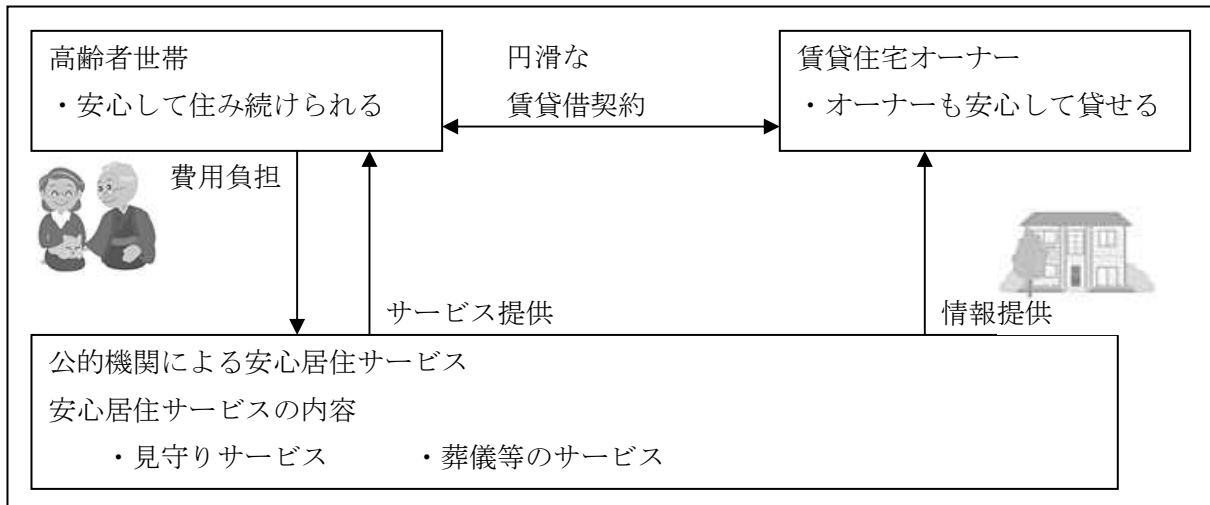 高齢者世帯
・安心して住み続けられる
円滑な
賃貸借契約
賃貸住宅オーナー
・オーナーも安心して貸せる
費用負担
サービス提供
情報提供
公的機関による安心居住サービス
安心居住サービスの内容
・見守りサービス ・葬儀等のサービス